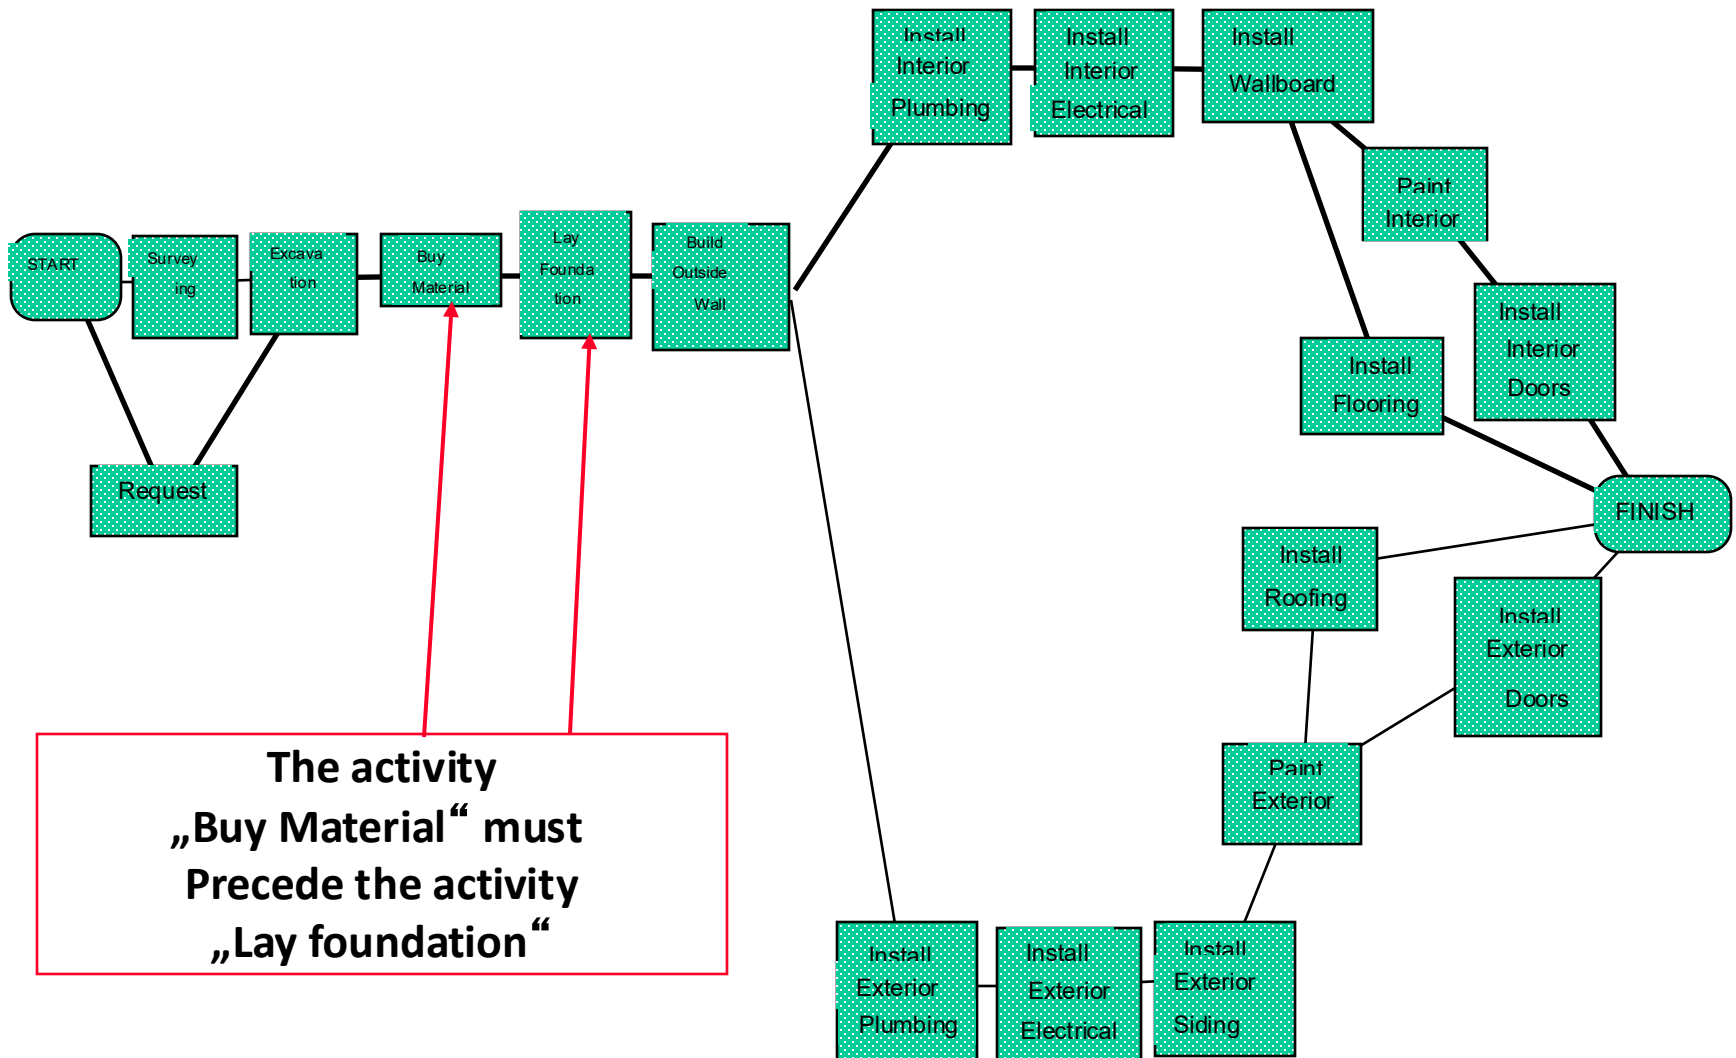 Install
Interior
Plumbing
Install
Interior
Electrical
Install
Wallboard
Paint
Interior
START
Survey
ing
Excava
tion
Buy
Material
Lay
Founda
tion
Build
Outside
Wall
Install
Interior
Doors
Install
Flooring
Request
FINISH
Install
Roofing
Install
Exterior
Doors
Paint
Exterior
The activity
„Buy Material“ must
Precede the activity
„Lay foundation“
Install
Exterior
Plumbing
Install
Exterior
Electrical
Install
Exterior
Siding